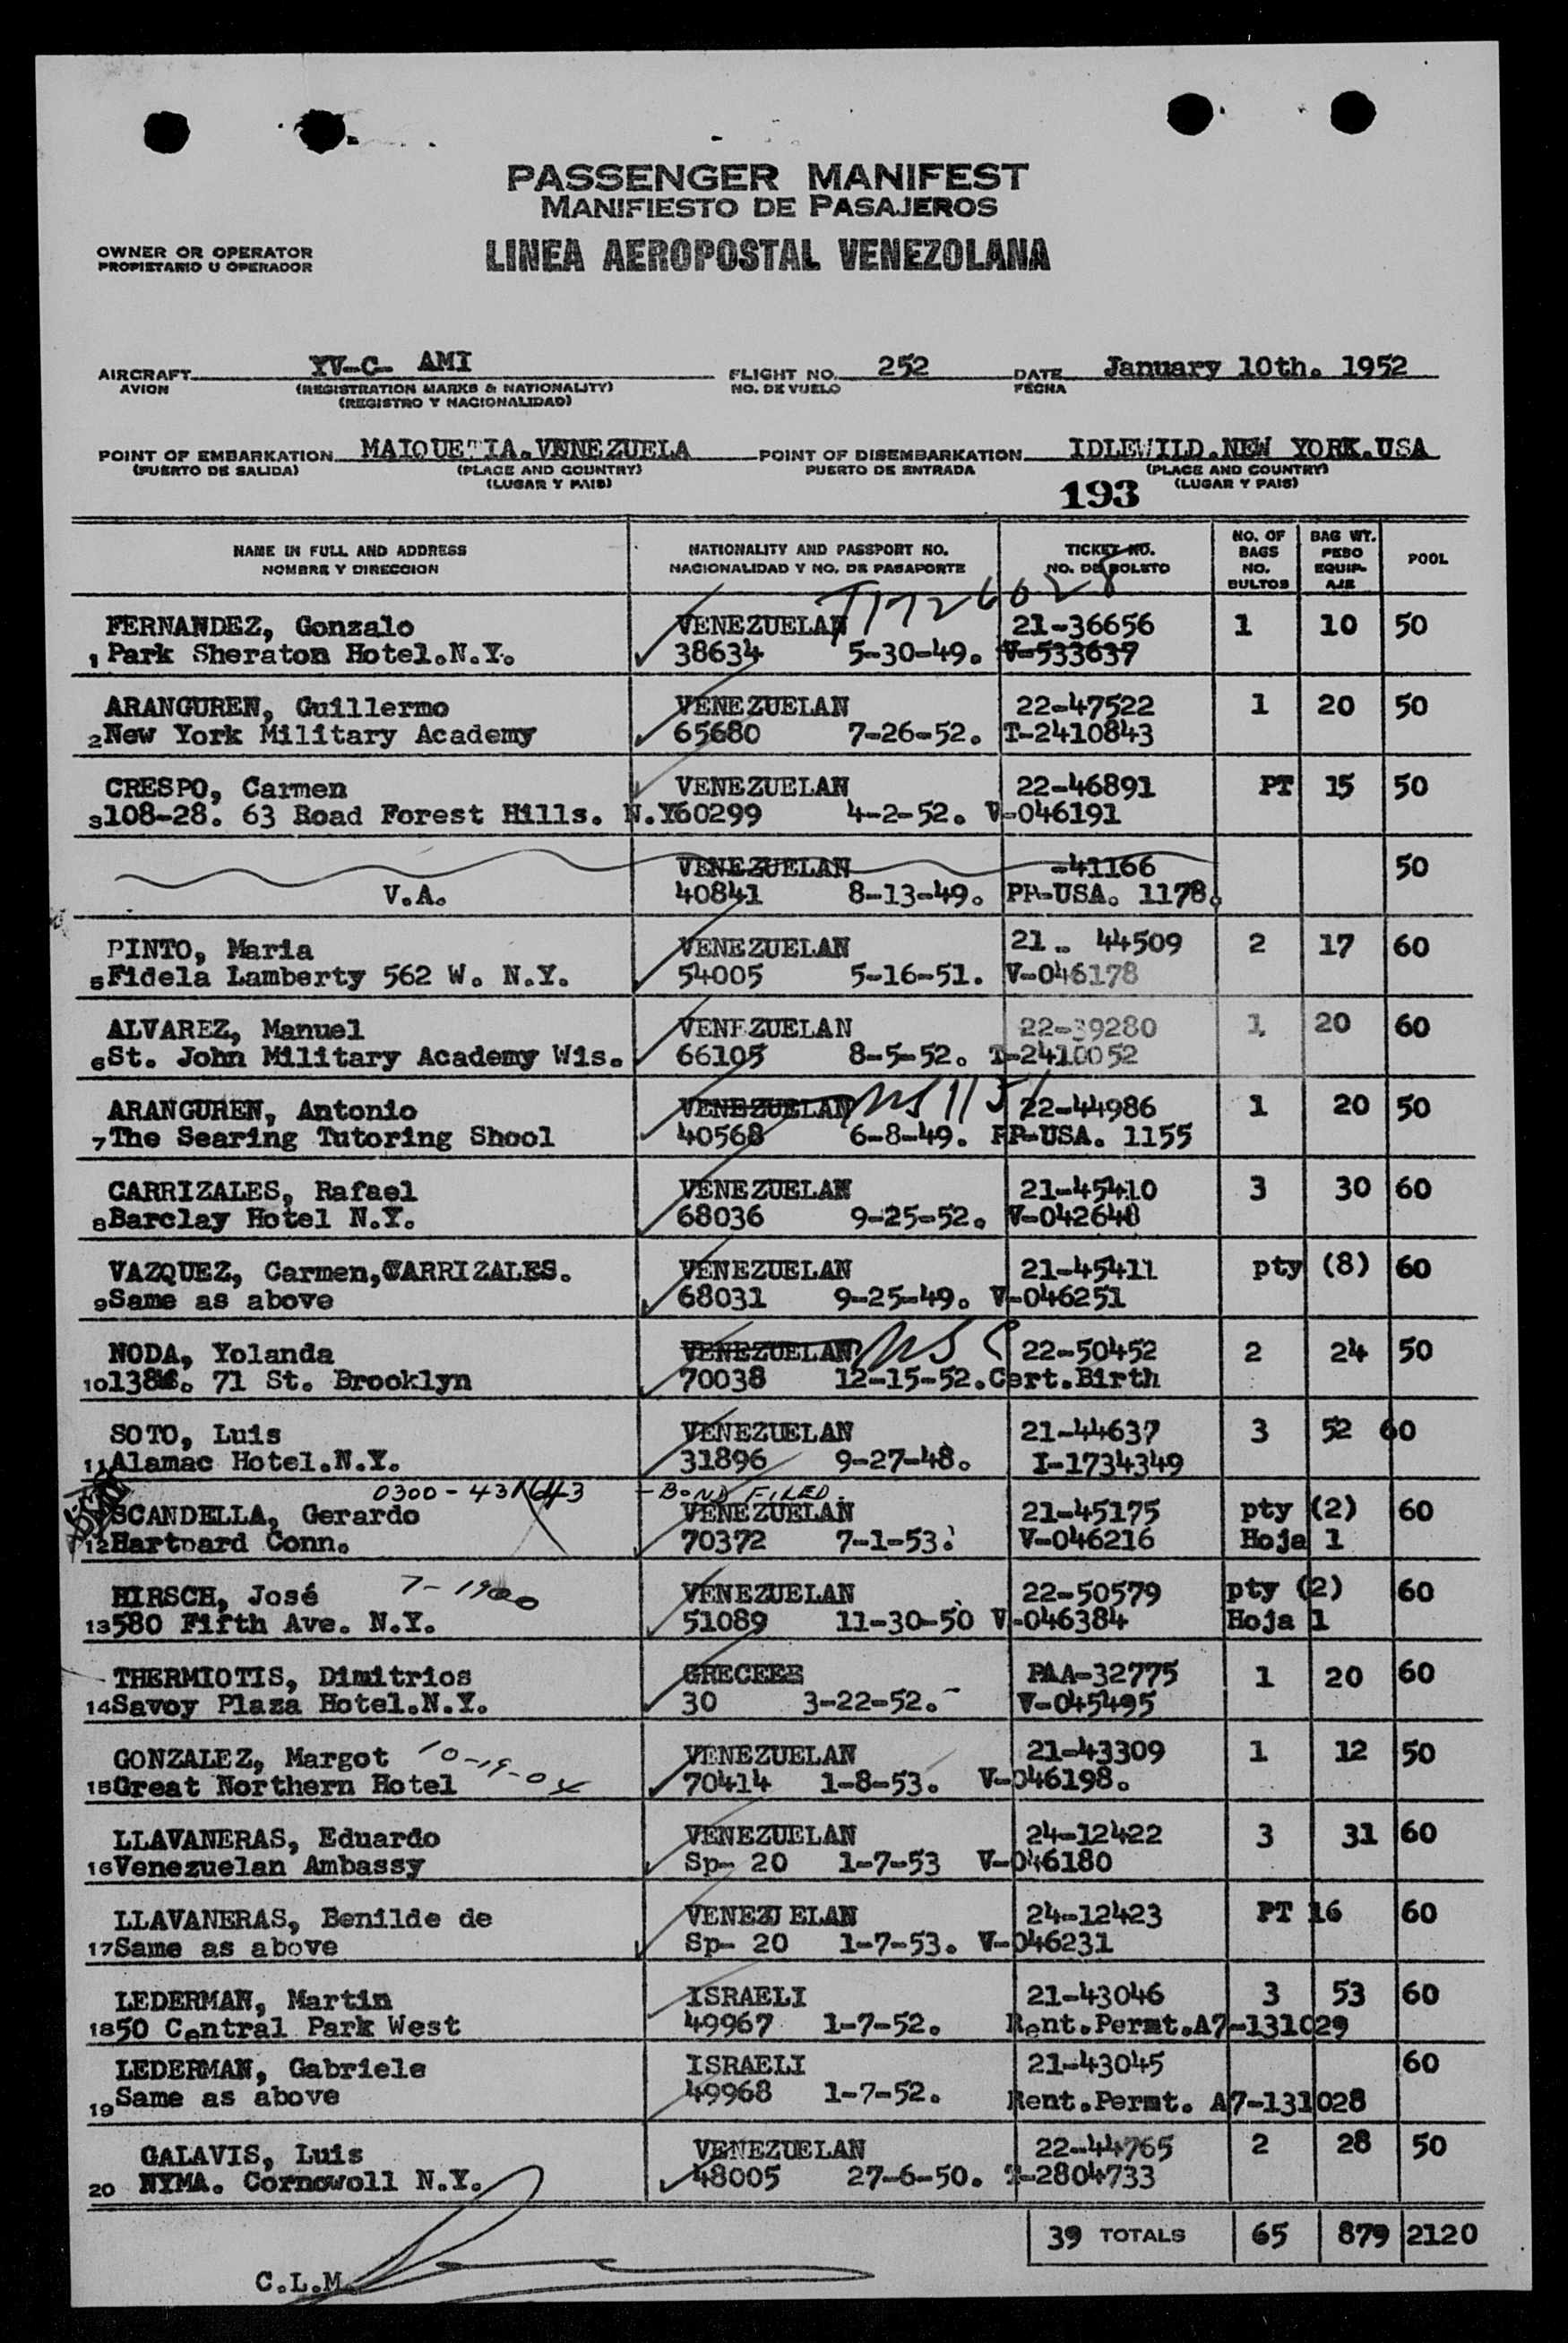 PASSENGER MANIFEST
MANIFIESTO DE PASAJEROS
OWNER OR OPERATOR
PROPIETARIO U OPERADOR
LINEA AEROPOSTAL VENEZOLANA
AIRCRAFT YV-C- AMI FLIGHT NO. 252 DATE January 10th. 1952
AVION (REGISTRATION MARKS & NATIONALITY) NO. DE VUELO FECHA
(REGISTRO Y NACIONALIDAD)
POINT OF EMBARKATION MAIQUETIA.VENEZUELA POINT OF DISEMBARKATION IDLEWILD.NEW YORK.USA
(PUERTO DE SALIDA) (PLACE AND COUNTRY) PUERTO DE ENTRADA (PLACE AND COUNTRY)
(LUGAR Y PAIS) 193 (LUGAR Y PAIS)
NAME IN FULL AND ADDRESS NATIONALITY AND PASSPORT NO. TICKET NO. NO. OF BAGS BAG WT. POOL
NOMBRE Y DIRECCION NACIONALIDAD Y NO. DE PASAPORTE NO. DE BOLETO NO. BULTOS PESO EQUIP-AJE
FERNANDEZ, Gonzalo VENEZUELAN 21-36656 1 10 50
1 Park Sheraton Hotel.N.Y. 38634 5-30-49. V-533637
ARANGUREN, Guillermo VENEZUELAN 22-47522 1 20 50
2 New York Military Academy 65680 7-26-52. T-2410843
CRESPO, Carmen VENEZUELAN 22-46891 PT 15 50
3 108-28. 63 Road Forest Hills. N.Y 60299 4-2-52. V-046191
VENEZUELAN -41166 50
V.A. 40841 8-13-49. PP-USA. 1178.
PINTO, Maria VENEZUELAN 21- 44509 2 17 60
5 Fidela Lamberty 562 W. N.Y. 54005 5-16-51. V-046178
ALVAREZ, Manuel VENEZUELAN 22-39280 1 20 60
6 St. John Military Academy Wis. 66105 8-5-52. T-2410052
ARANGUREN, Antonio VENEZUELAN 22-44986 1 20 50
7 The Searing Tutoring Shool 40568 6-8-49. PP-USA. 1155
CARRIZALES, Rafael VENEZUELAN 21-45410 3 30 60
8 Barclay Hotel N.Y. 68036 9-25-52. V-042648
VAZQUEZ, Carmen,CARRIZALES. VENEZUELAN 21-45411 pty (8) 60
9 Same as above 68031 9-25-49. V-046251
NODA, Yolanda VENEZUELAN 22-50452 2 24 50
10 71 St. Brooklyn 70038 12-15-52. Cert.Birth
SOTO, Luis VENEZUELAN 21-44637 3 52 60
11 Alamac Hotel.N.Y. 31896 9-27-48. I-1734349
0300-431643 - BOND FILED.
SCANDELLA, Gerardo VENEZUELAN 21-45175 pty (2) 60
12 Hartpard Conn. 70372 7-1-53. V-046216 Hoja 1
HIRSCH, José VENEZUELAN 22-50579 pty (2) 60
13 580 Fifth Ave. N.Y. 51089 11-30-50 V-046384 Hoja 1
THERMIOTIS, Dimitrios PAA-32775 1 20 60
14 Savoy Plaza Hotel.N.Y. 30 3-22-52. V-045495
GONZALEZ, Margot VENEZUELAN 21-43309 1 12 50
15 Great Northern Hotel 70414 1-8-53. V-046198.
LLAVANERAS, Eduardo VENEZUELAN 24-12422 3 31 60
16 Venezuelan Ambassy Sp- 20 1-7-53 V-046180
LLAVANERAS, Benilde de VENEZUELAN 24-12423 PT 16 60
17 Same as above Sp- 20 1-7-53. V-046231
LEDERMAN, Martin ISRAELI 21-43046 3 53 60
18 50 Central Park West 49967 1-7-52. Rent.Permt.A7-131029
LEDERMAN, Gabriele ISRAELI 21-43045 60
19 Same as above 49968 1-7-52. Rent.Permt. A7-131028
GALAVIS, Luis VENEZUELAN 22-44765 2 28 50
20 NYMA. Cornowoll N.Y. 48005 27-6-50. T-2804733
39 TOTALS 65 879 2120
C.L.M.